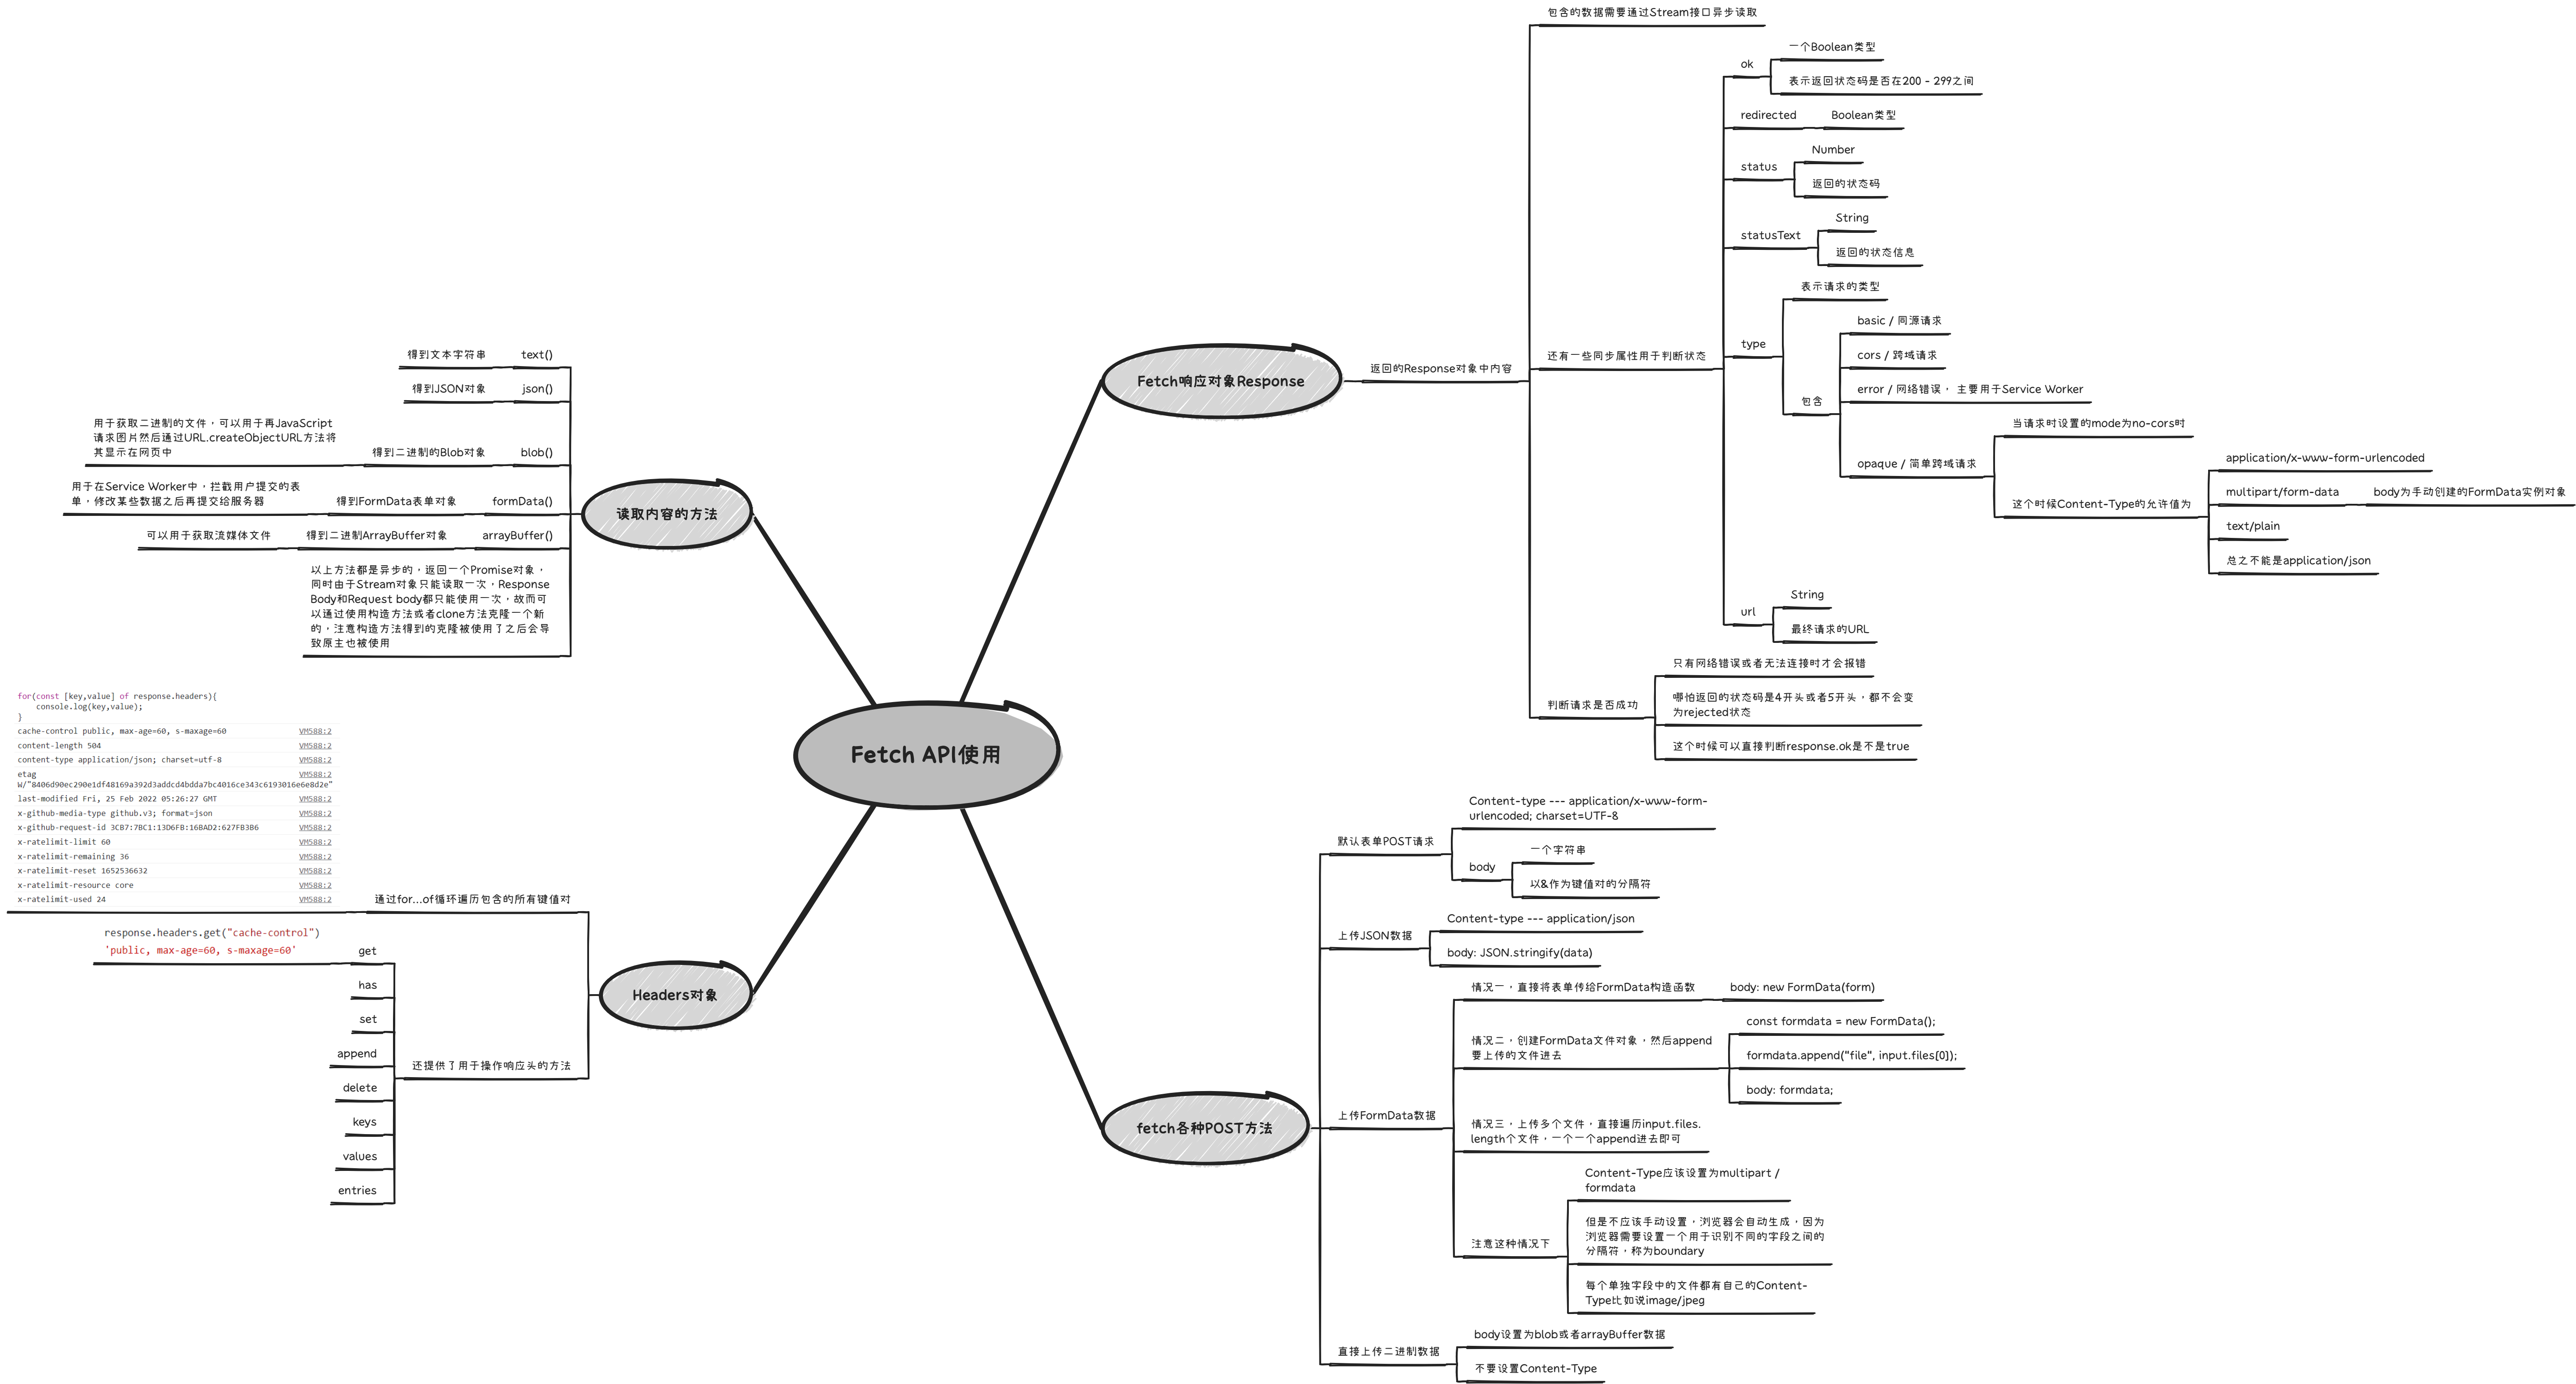 Fetch API使用
Fetch响应对象Response
返回的Response对象中内容
包含的数据需要通过Stream接口异步读取
还有一些同步属性用于判断状态
ok
一个Boolean类型
表示返回状态码是否在200 - 299之间
redirected
Boolean类型
status
Number
返回的状态码
statusText
String
返回的状态信息
type
表示请求的类型
包含
basic / 同源请求
cors / 跨域请求
error / 网络错误， 主要用于Service Worker
opaque / 简单跨域请求
当请求时设置的mode为no-cors时
这个时候Content-Type的允许值为
application/x-www-form-urlencoded
multipart/form-data
body为手动创建的FormData实例对象
text/plain
总之不能是application/json
url
String
最终请求的URL
判断请求是否成功
只有网络错误或者无法连接时才会报错
哪怕返回的状态码是4开头或者5开头，都不会变
为rejected状态
这个时候可以直接判断response.ok是不是true
fetch各种POST方法
默认表单POST请求
Content-type --- application/x-www-form-
urlencoded; charset=UTF-8
body
一个字符串
以&作为键值对的分隔符
上传JSON数据
Content-type --- application/json
body: JSON.stringify(data)
上传FormData数据
情况一，直接将表单传给FormData构造函数
body: new FormData(form)
情况二，创建FormData文件对象，然后append
要上传的文件进去
const formdata = new FormData();
formdata.append("file", input.files[0]);
body: formdata;
情况三，上传多个文件，直接遍历input.files.
length个文件，一个一个append进去即可
注意这种情况下
Content-Type应该设置为multipart /
formdata
但是不应该手动设置，浏览器会自动生成，因为
浏览器需要设置一个用于识别不同的字段之间的
分隔符，称为boundary
每个单独字段中的文件都有自己的Content-
Type比如说image/jpeg
直接上传二进制数据
body设置为blob或者arrayBuffer数据
不要设置Content-Type
读取内容的方法
text()
得到文本字符串
json()
得到JSON对象
blob()
得到二进制的Blob对象
用于获取二进制的文件，可以用于再JavaScript
请求图片然后通过URL.createObjectURL方法将
其显示在网页中
formData()
得到FormData表单对象
用于在Service Worker中，拦截用户提交的表
单，修改某些数据之后再提交给服务器
arrayBuffer()
得到二进制ArrayBuffer对象
可以用于获取流媒体文件
以上方法都是异步的，返回一个Promise对象，
同时由于Stream对象只能读取一次，Response
Body和Request body都只能使用一次，故而可
以通过使用构造方法或者clone方法克隆一个新
的，注意构造方法得到的克隆被使用了之后会导
致原主也被使用
Headers对象
通过for...of循环遍历包含的所有键值对
for(const [key,value] of response.headers){
console.log(key,value);
}
cache-control public, max-age=60, s-maxage=60 VM588:2
content-length 504 VM588:2
content-type application/json; charset=utf-8 VM588:2
etag VM588:2
W/"8406d90ec290e1df48169a392d3addcd4bdda7bc4016ce343c6193016e6e8d2e"
last-modified Fri, 25 Feb 2022 05:26:27 GMT VM588:2
x-github-media-type github.v3; format=json VM588:2
x-github-request-id 3CB7:7BC1:13D6FB:16BAD2:627FB3B6 VM588:2
x-ratelimit-limit 60 VM588:2
x-ratelimit-remaining 36 VM588:2
x-ratelimit-reset 1652536632 VM588:2
x-ratelimit-resource core VM588:2
x-ratelimit-used 24 VM588:2
还提供了用于操作响应头的方法
get
response.headers.get("cache-control")
'public, max-age=60, s-maxage=60'
has
set
append
delete
keys
values
entries